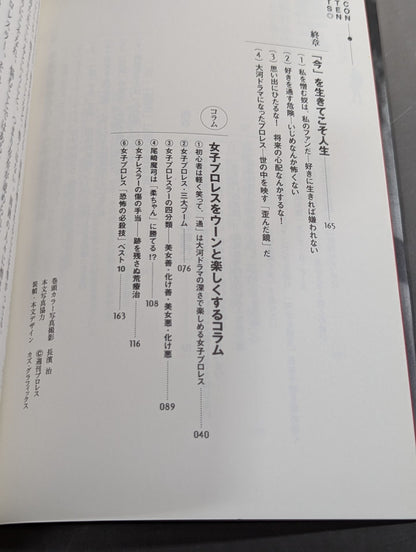 CON
TEN
TS
終章 「今」を生きてこそ人生 165
(1) 私を憎む奴は、私のファンだ―好きに生きれば嫌われない
(2) 好きを通す危険―いじめなんか怖くない
(3) 思い出にひたるな! 将来の心配なんかするな!
(4) 大河ドラマになったプロレス―世の中を映す「歪んだ鏡」だ
コラム 女子プロレスをウーンと楽しくするコラム
① 初心者は軽く笑って、「通」は大河ドラマの深さで楽しめる女子プロレス 040
② 女子プロレス・三大ブーム 076
③ 女子プロレスラーの四分類―美女善・化け善・美女悪・化け悪 089
④ 尾崎魔弓は「柔ちゃん」に勝てる!? 108
⑤ 女子レスラーの傷の手当―跡を残さぬ荒療治 116
⑥ 女子プロレス「恐怖の必殺技」ベスト10 163
巻頭カラー写真撮影 長濱 治
本文写真協力 ©週刊プロレス
装幀・本文デザイン カズ・グラフィックス